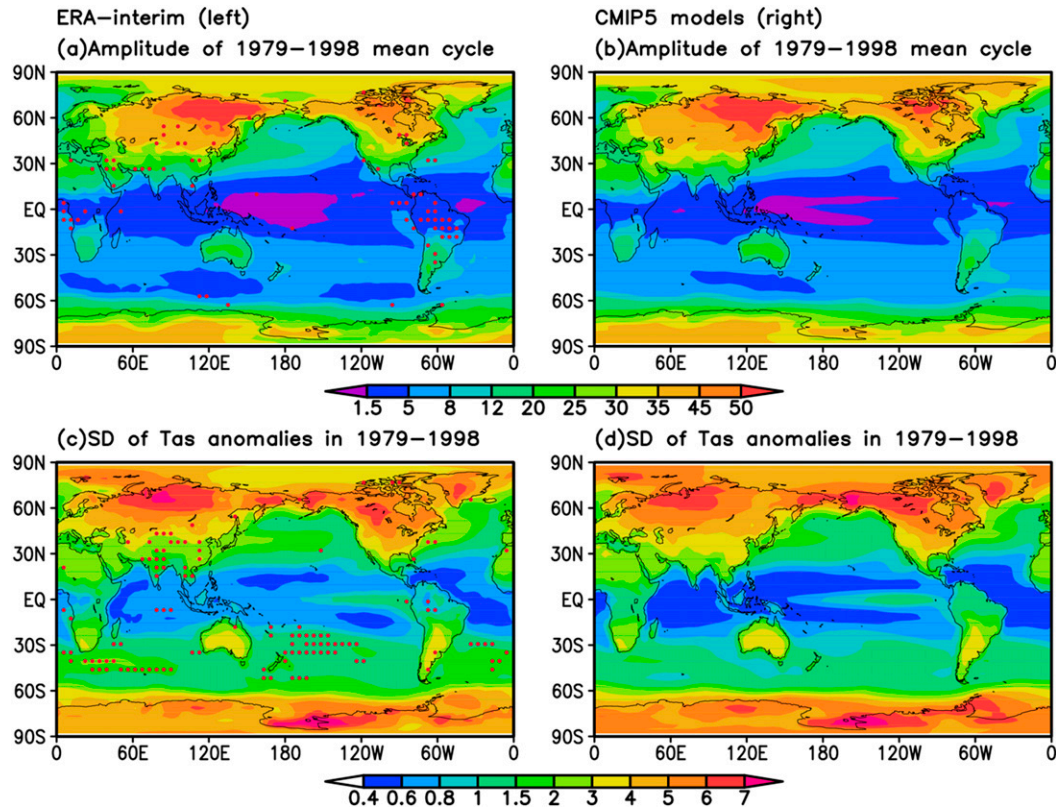 ERA-interim (left) CMIP5 models (right)
(a)Amplitude of 1979-1998 mean cycle (b)Amplitude of 1979-1998 mean cycle
90N 90N
60N 60N
30N 30N
EQ EQ
30S 30S
60S 60S
90S 90S
0 60E 120E 180 120W 60W 0 0 60E 120E 180 120W 60W 0
1.5 5 8 12 20 25 30 35 45 50
(c)SD of Tas anomalies in 1979-1998 (d)SD of Tas anomalies in 1979-1998
90N 90N
60N 60N
30N 30N
EQ EQ
30S 30S
60S 60S
90S 90S
0 60E 120E 180 120W 60W 0 0 60E 120E 180 120W 60W 0
0.4 0.6 0.8 1 1.5 2 3 4 5 6 7